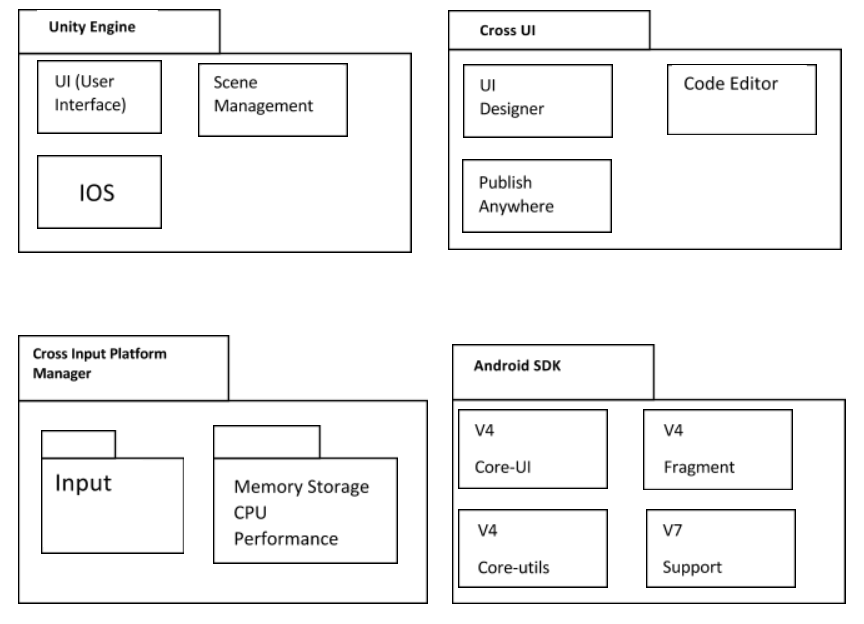 Unity Engine
UI (User
Interface)
Scene
Management
IOS
Cross UI
UI
Designer
Code Editor
Publish
Anywhere
Cross Input Platform
Manager
Input
Memory Storage
CPU
Performance
Android SDK
V4
Core-UI
V4
Fragment
V4
Core-utils
V7
Support